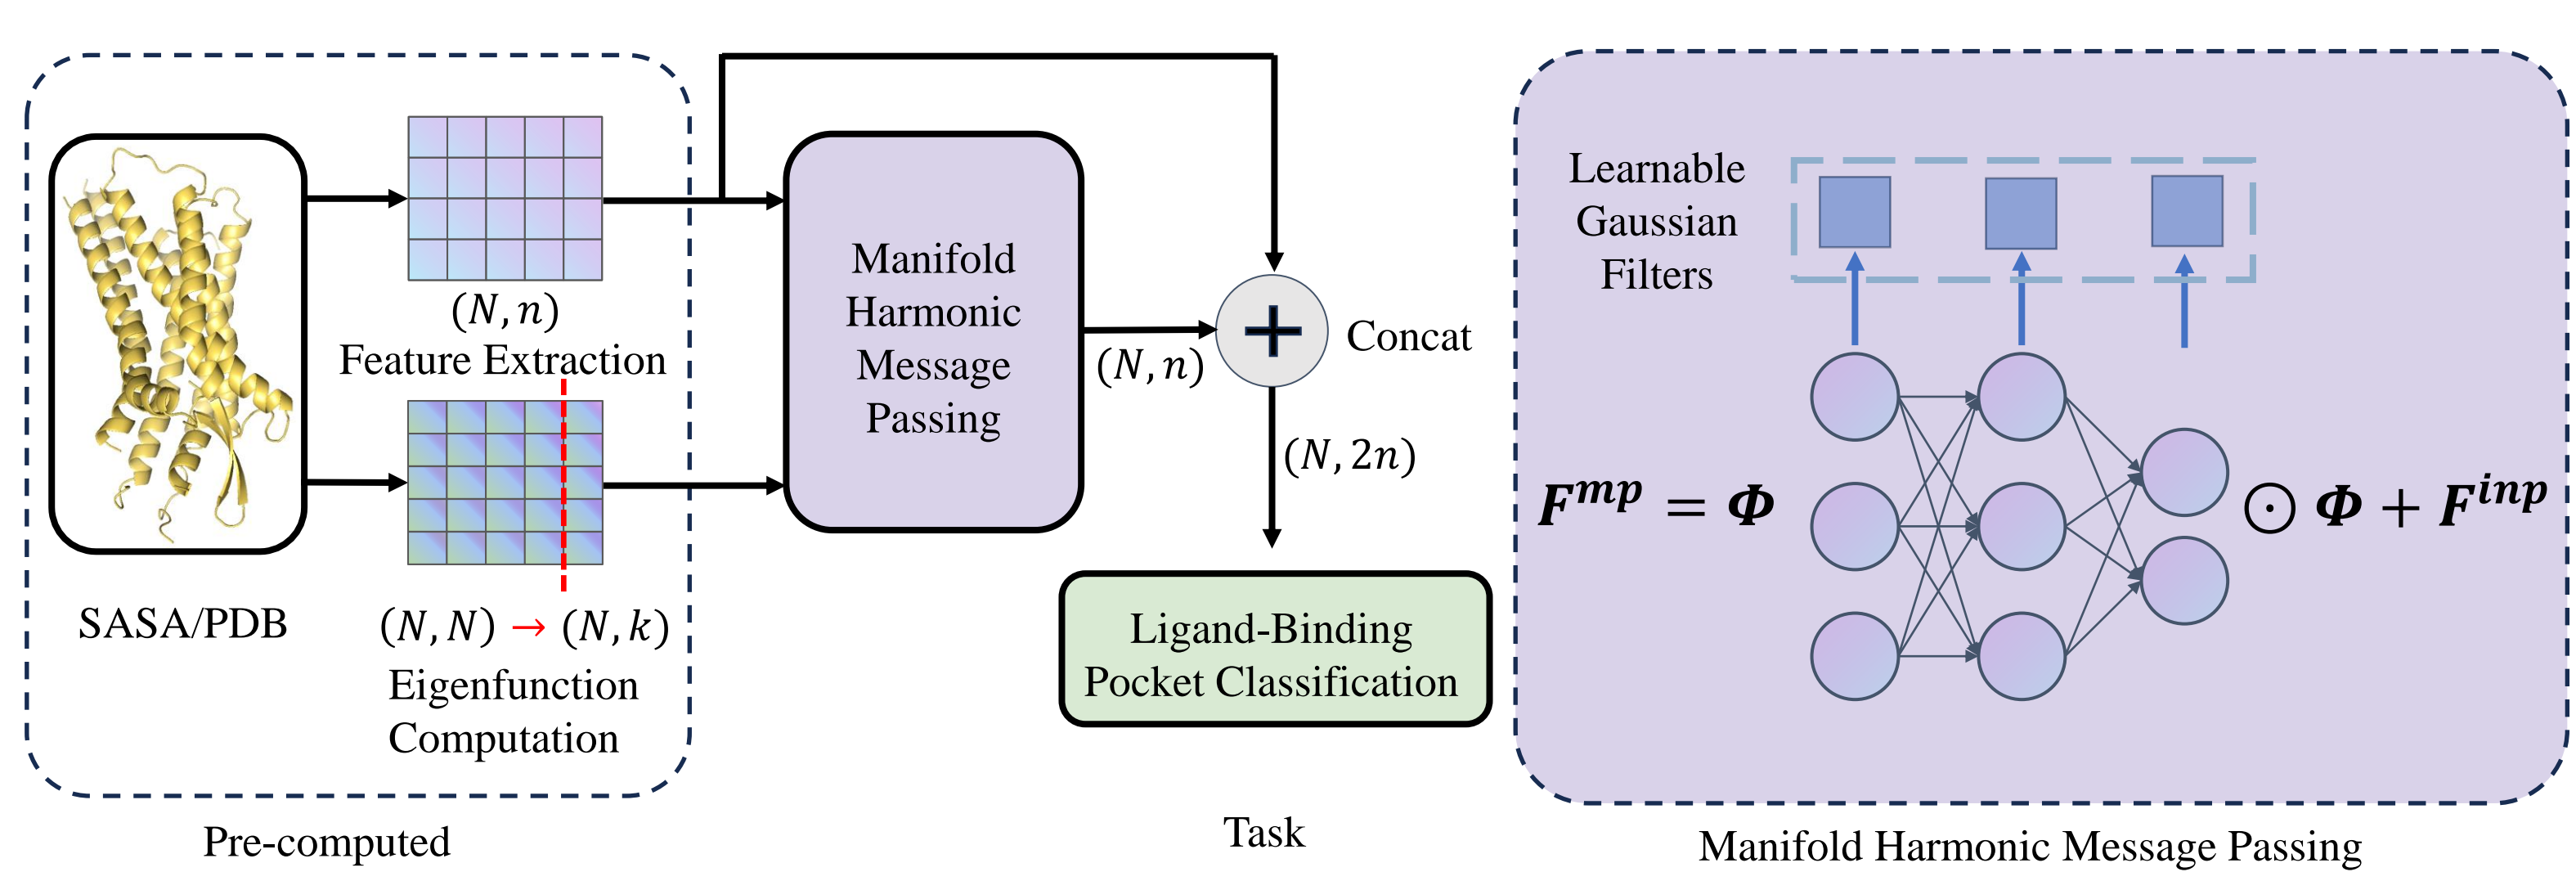 (N, n)
Feature Extraction
SASA/PDB
(N, N) → (N, k)
Eigenfunction
Computation
Pre-computed
Manifold
Harmonic
Message
Passing
(N, n)
+
Concat
(N, 2n)
Ligand-Binding
Pocket Classification
Task
Learnable
Gaussian
Filters
F^{mp} = Φ ⊙ Φ + F^{inp}
Manifold Harmonic Message Passing